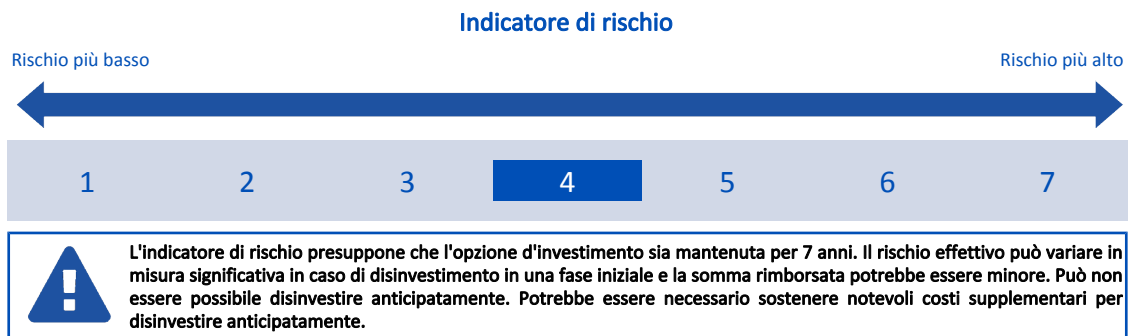 Indicatore di rischio
Rischio più basso Rischio più alto
1 2 3 4 5 6 7
L'indicatore di rischio presuppone che l'opzione d'investimento sia mantenuta per 7 anni. Il rischio effettivo può variare in
misura significativa in caso di disinvestimento in una fase iniziale e la somma rimborsata potrebbe essere minore. Può non
essere possibile disinvestire anticipatamente. Potrebbe essere necessario sostenere notevoli costi supplementari per
disinvestire anticipatamente.